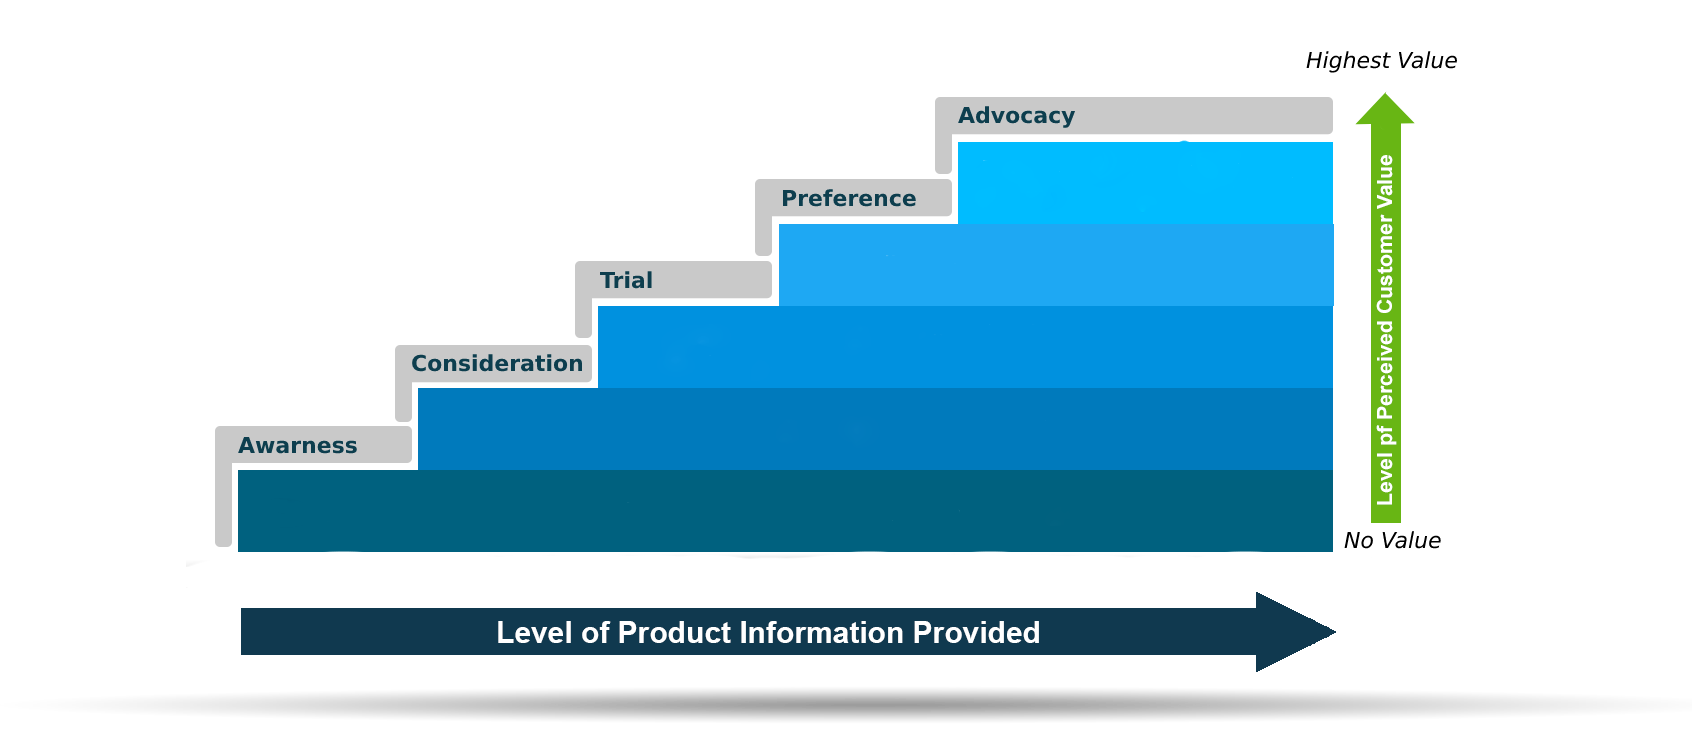 Highest Value
Advocacy
Preference
Trial
Consideration
Awarness
Level pf Perceived Customer Value
No Value
Level of Product Information Provided